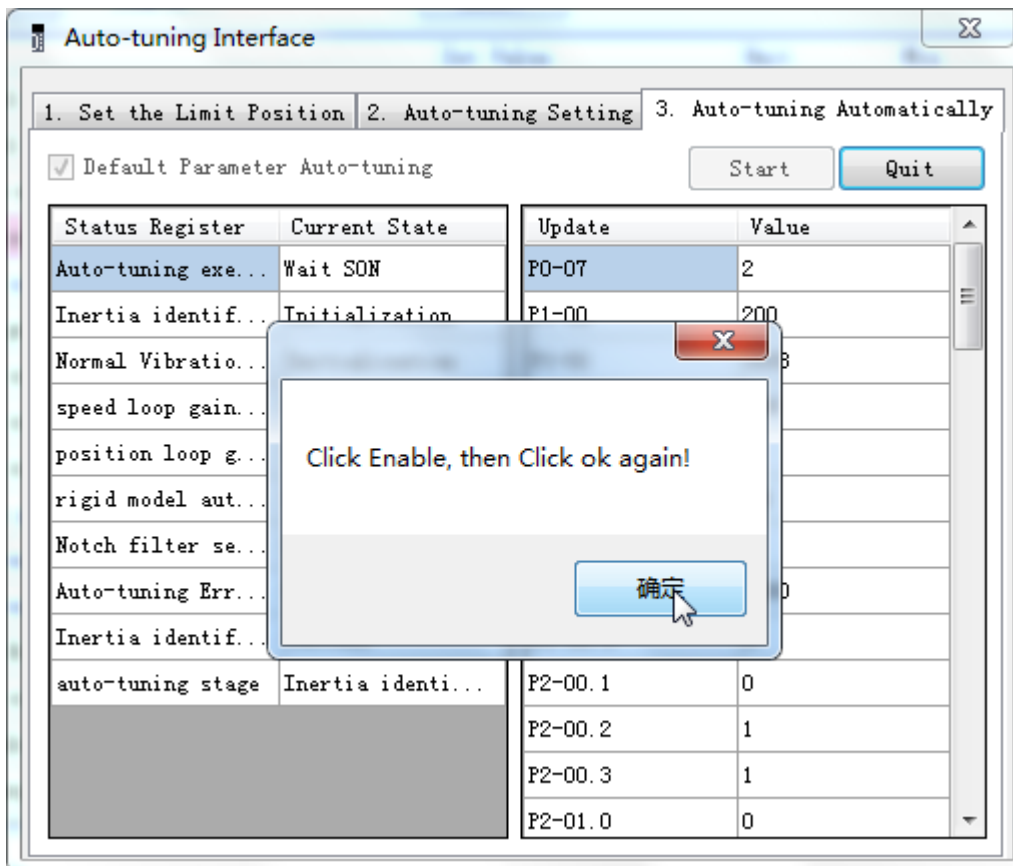 Auto-tuning Interface
1. Set the Limit Position 2. Auto-tuning Setting 3. Auto-tuning Automatically
Default Parameter Auto-tuning Start Quit
Status Register Current State Update Value
Auto-tuning exe... Wait SON P0-07 2
Inertia identif... Initialization P1-00 200
Normal Vibratio...
speed loop gain...
position loop g...
Click Enable, then Click ok again!
rigid model aut...
Notch filter se...
Auto-tuning Err...
确定
Inertia identif...
auto-tuning stage Inertia identi... P2-00.1 0
P2-00.2 1
P2-00.3 1
P2-01.0 0